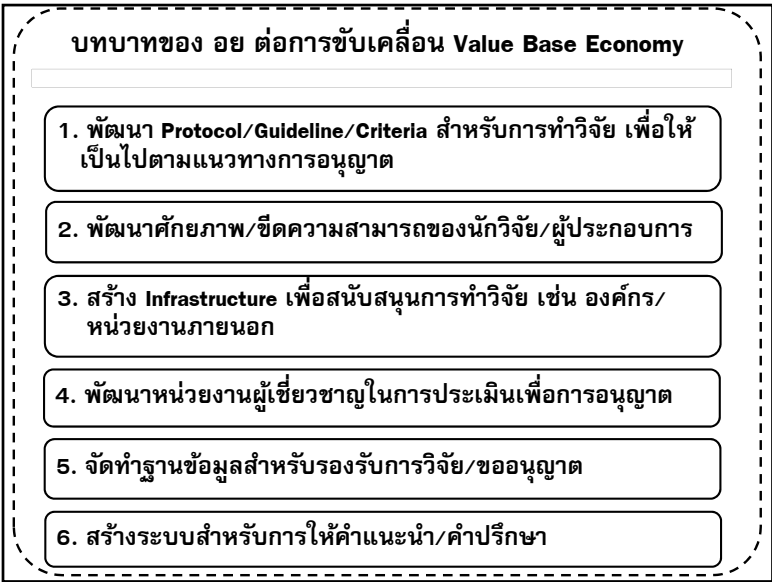 บทบาทของ อย ต่อการขับเคลื่อน Value Base Economy
1. พัฒนา Protocol/Guideline/Criteria สำหรับการทำวิจัย เพื่อให้
เป็นไปตามแนวทางการอนุญาต
2. พัฒนาศักยภาพ/ขีดความสามารถของนักวิจัย/ผู้ประกอบการ
3. สร้าง Infrastructure เพื่อสนับสนุนการทำวิจัย เช่น องค์กร/
หน่วยงานภายนอก
4. พัฒนาหน่วยงานผู้เชี่ยวชาญในการประเมินเพื่อการอนุญาต
5. จัดทำฐานข้อมูลสำหรับรองรับการวิจัย/ขออนุญาต
6. สร้างระบบสำหรับการให้คำแนะนำ/คำปรึกษา